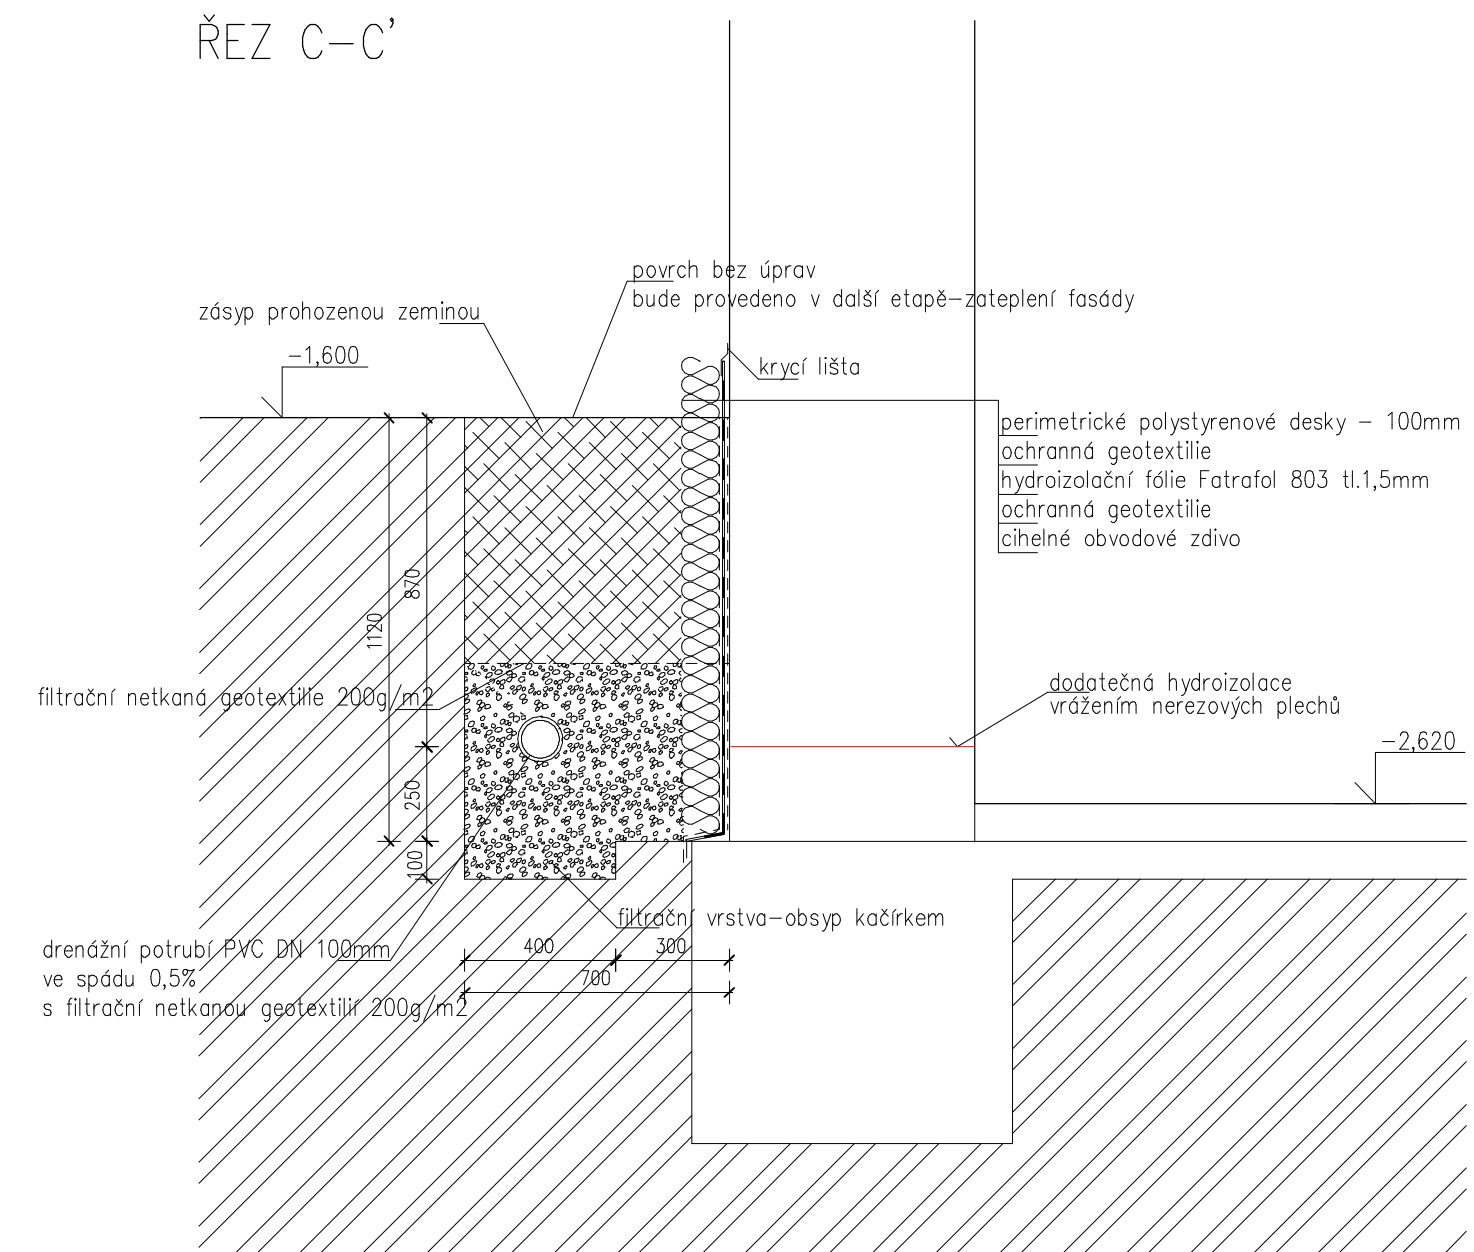 ŘEZ C-C'
povrch bez úprav
bude provedeno v další etapě-zateplení fasády
zásyp prohozenou zeminou
-1,600
krycí lišta
perimetrické polystyrenové desky - 100mm
ochranná geotextilie
hydroizolační fólie Fatrafol 803 tl.1,5mm
ochranná geotextilie
cihelné obvodové zdivo
870
1120
filtrační netkaná geotextilie 200g/m2
dodatečná hydroizolace
vrážením nerezových plechů
-2,620
250
100
filtrační vrstva-obsyp kačírkem
drenážní potrubí PVC DN 100mm
ve spádu 0,5%
s filtrační netkanou geotextilií 200g/m2
400
300
700